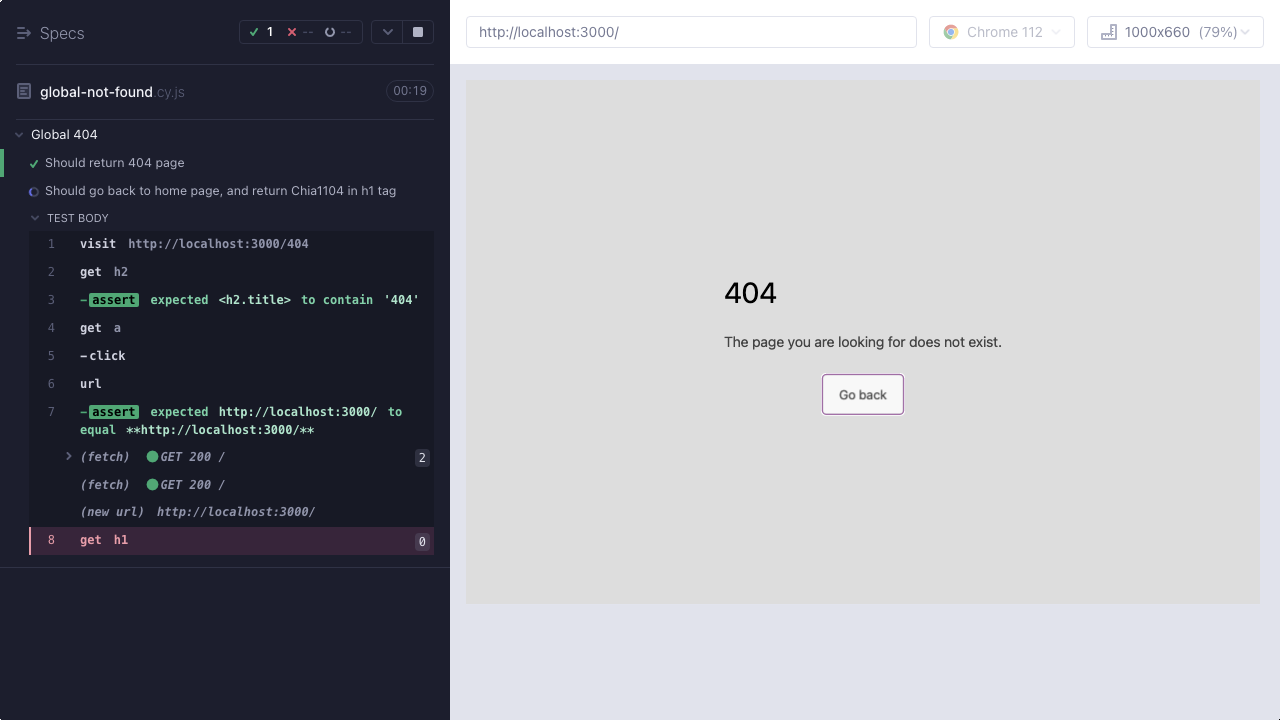 Specs
1
--
--
global-not-found.cy.js
00:19
Global 404
Should return 404 page
Should go back to home page, and return Chia1104 in h1 tag
TEST BODY
1 visit http://localhost:3000/404
2 get h2
3 -assert expected <h2.title> to contain '404'
4 get a
5 -click
6 url
7 -assert expected http://localhost:3000/ to
equal **http://localhost:3000/**
(fetch) GET 200 / 2
(fetch) GET 200 /
(new url) http://localhost:3000/
8 get h1 0
http://localhost:3000/
Chrome 112
1000x660 (79%)
404
The page you are looking for does not exist.
Go back